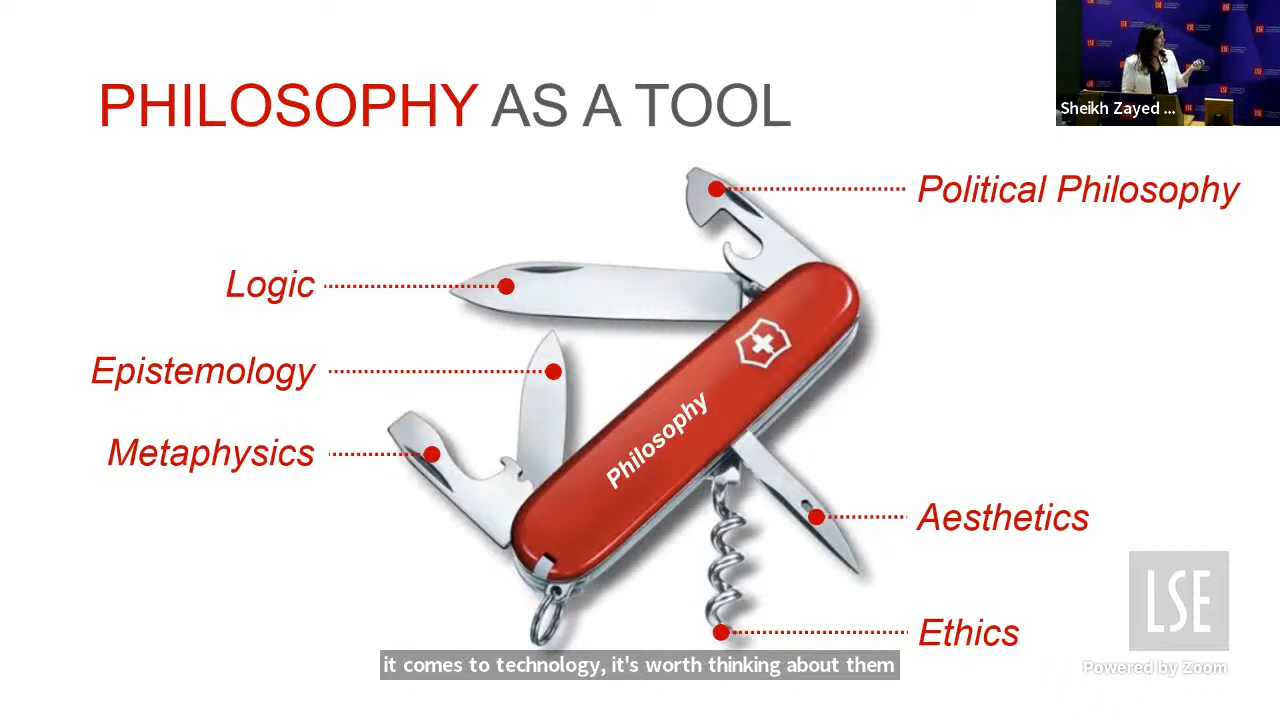 PHILOSOPHY AS A TOOL
Sheikh Zayed ...
Political Philosophy
Logic
Epistemology
Metaphysics
Philosophy
Aesthetics
Ethics
LSE
Powered by Zoom
it comes to technology, it's worth thinking about them